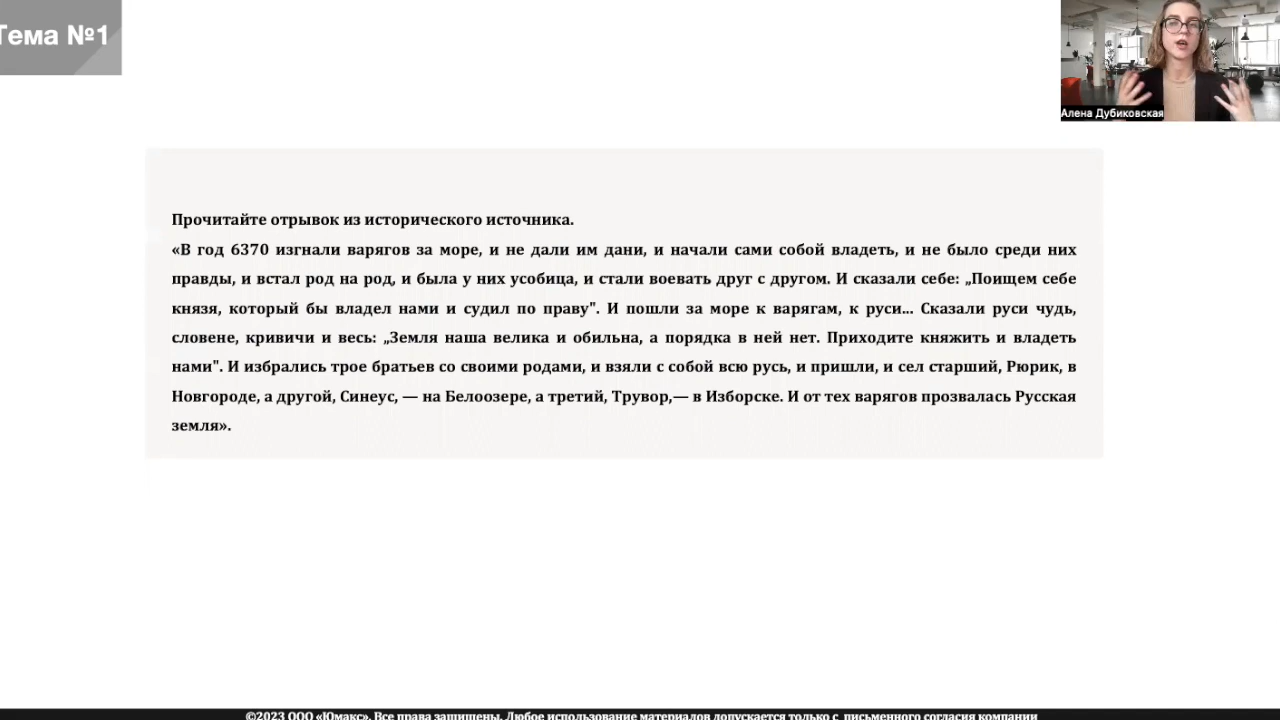 Тема №1
Алена Дубиковская
Прочитайте отрывок из исторического источника.
«В год 6370 изгнали варягов за море, и не дали им дани, и начали сами собой владеть, и не было среди них
правды, и встал род на род, и была у них усобица, и стали воевать друг с другом. И сказали себе: „Поищем себе
князя, который бы владел нами и судил по праву". И пошли за море к варягам, к руси... Сказали руси чудь,
словене, кривичи и весь: „Земля наша велика и обильна, а порядка в ней нет. Приходите княжить и владеть
нами". И избрались трое братьев со своими родами, и взяли с собой всю русь, и пришли, и сел старший, Рюрик, в
Новгороде, а другой, Синеус, — на Белоозере, а третий, Трувор,— в Изборске. И от тех варягов прозвалась Русская
земля».
©2023 ООО «Юмакс». Все права защищены. Любое использование материалов допускается только с письменного согласия компании